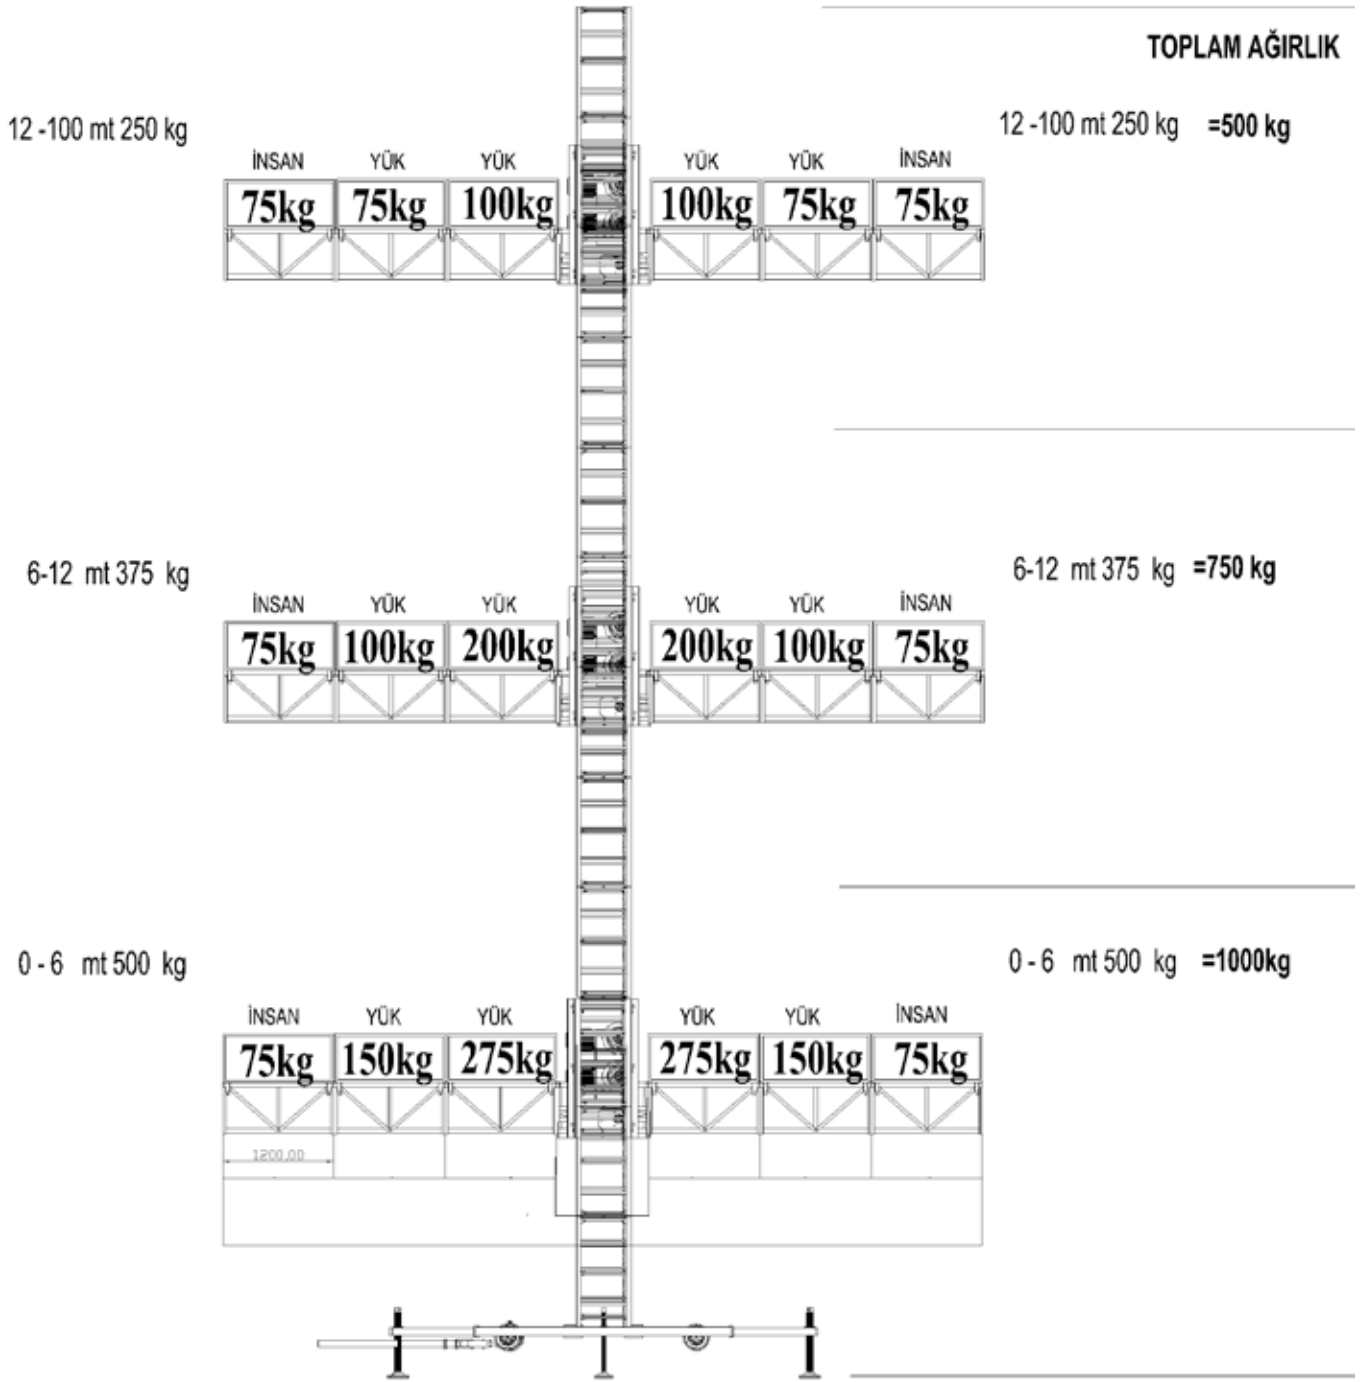 TOPLAM AĞIRLIK
12 -100 mt 250 kg
12 -100 mt 250 kg =500 kg
İNSAN YÜK YÜK YÜK YÜK İNSAN
75kg 75kg 100kg 100kg 75kg 75kg
6-12 mt 375 kg
6-12 mt 375 kg =750 kg
İNSAN YÜK YÜK YÜK YÜK İNSAN
75kg 100kg 200kg 200kg 100kg 75kg
0 - 6 mt 500 kg
0 - 6 mt 500 kg =1000kg
İNSAN YÜK YÜK YÜK YÜK İNSAN
75kg 150kg 275kg 275kg 150kg 75kg
1200,00